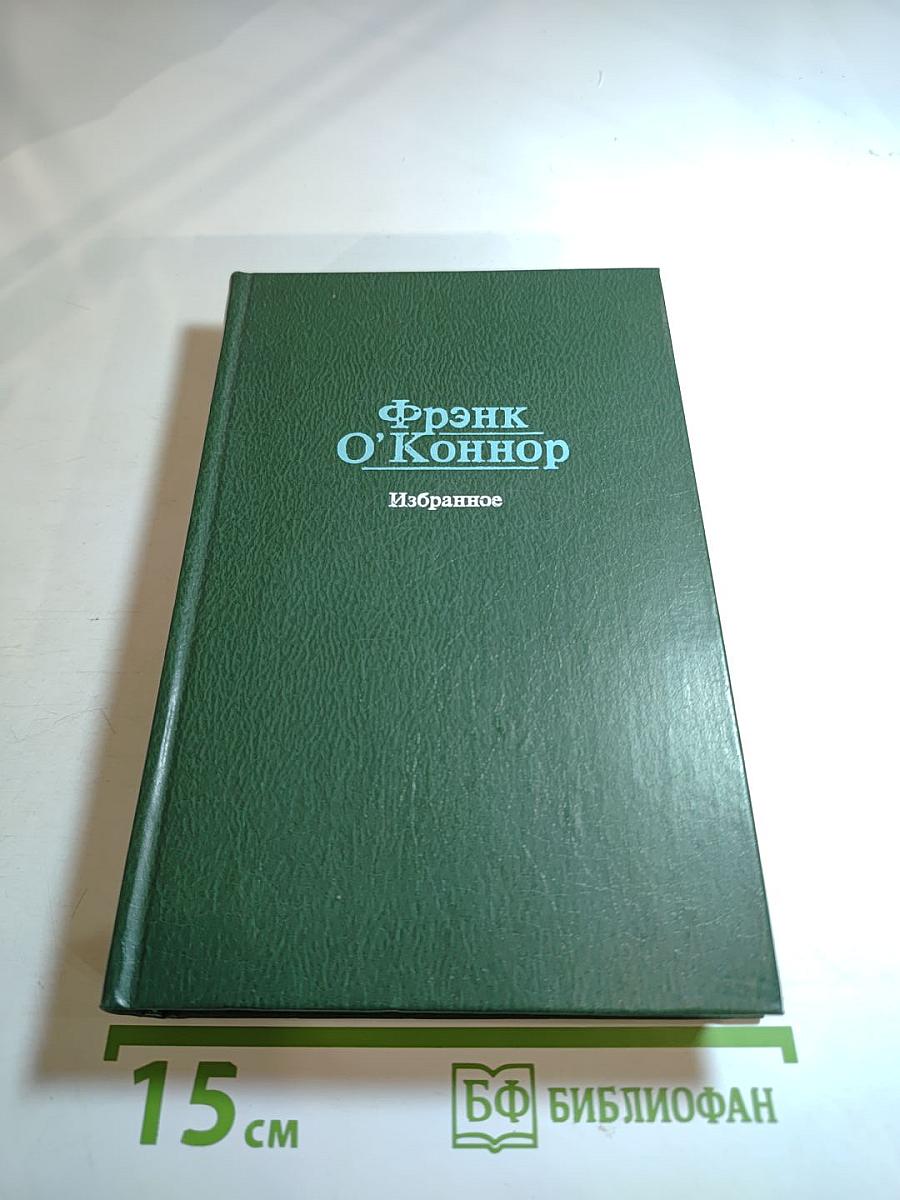 Фрэнк
О'Коннор
Избранное
15 см
БФ БИБЛИОФАН